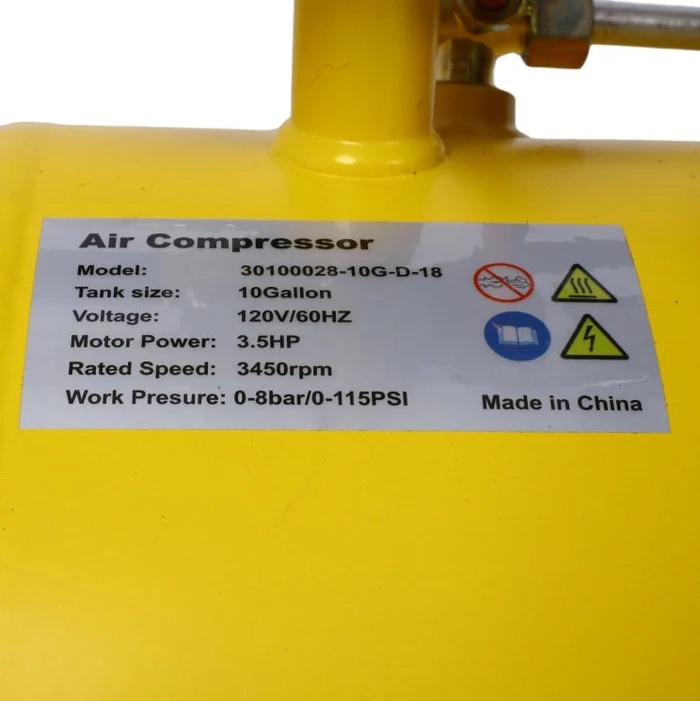 Air Compressor
Model: 30100028-10G-D-18
Tank size: 10Gallon
Voltage: 120V/60HZ
Motor Power: 3.5HP
Rated Speed: 3450rpm
Work Presure: 0-8bar/0-115PSI
Made in China